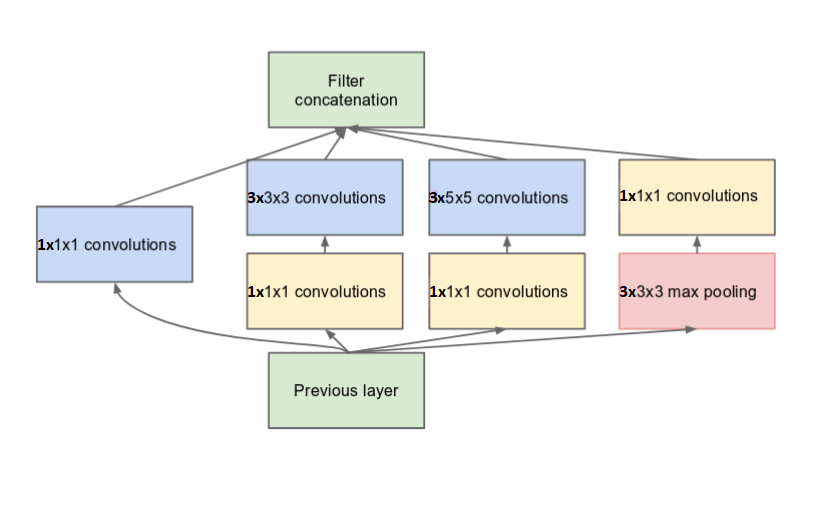 Filter
concatenation
3x3x3 convolutions
3x5x5 convolutions
1x1x1 convolutions
1x1x1 convolutions
1x1x1 convolutions
1x1x1 convolutions
3x3x3 max pooling
Previous layer